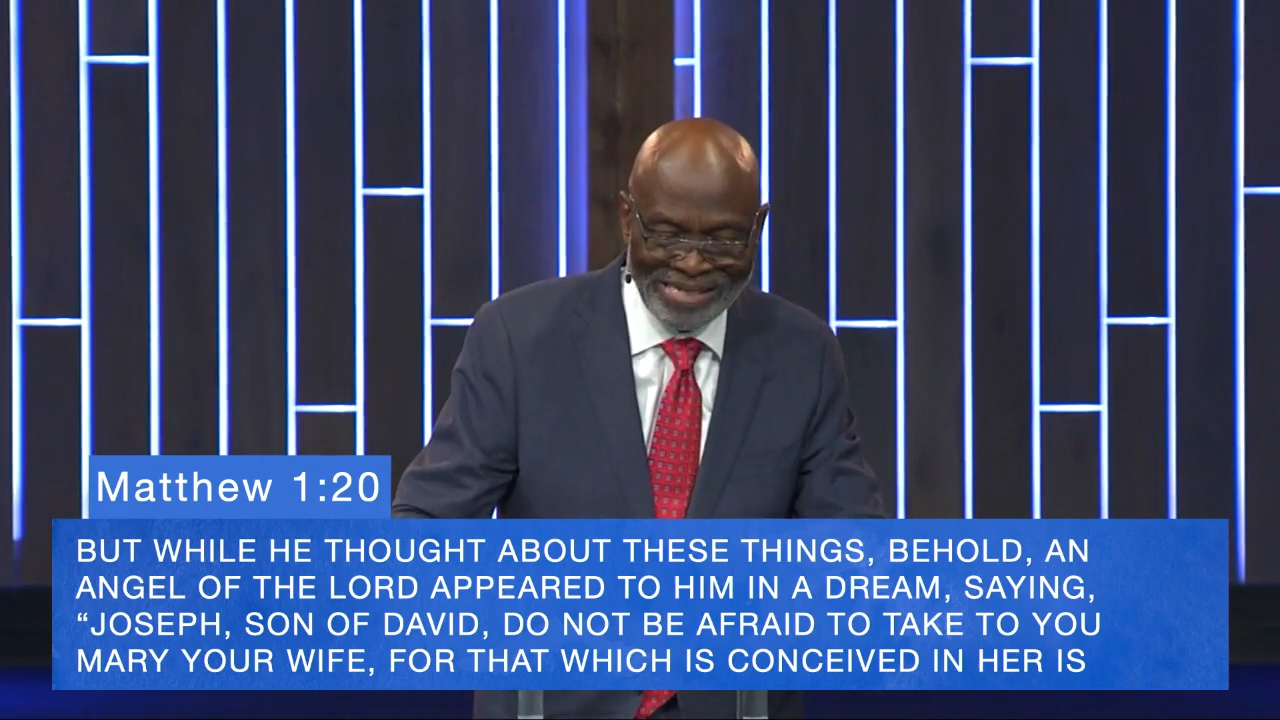 Matthew 1:20
BUT WHILE HE THOUGHT ABOUT THESE THINGS, BEHOLD, AN
ANGEL OF THE LORD APPEARED TO HIM IN A DREAM, SAYING,
“JOSEPH, SON OF DAVID, DO NOT BE AFRAID TO TAKE TO YOU
MARY YOUR WIFE, FOR THAT WHICH IS CONCEIVED IN HER IS